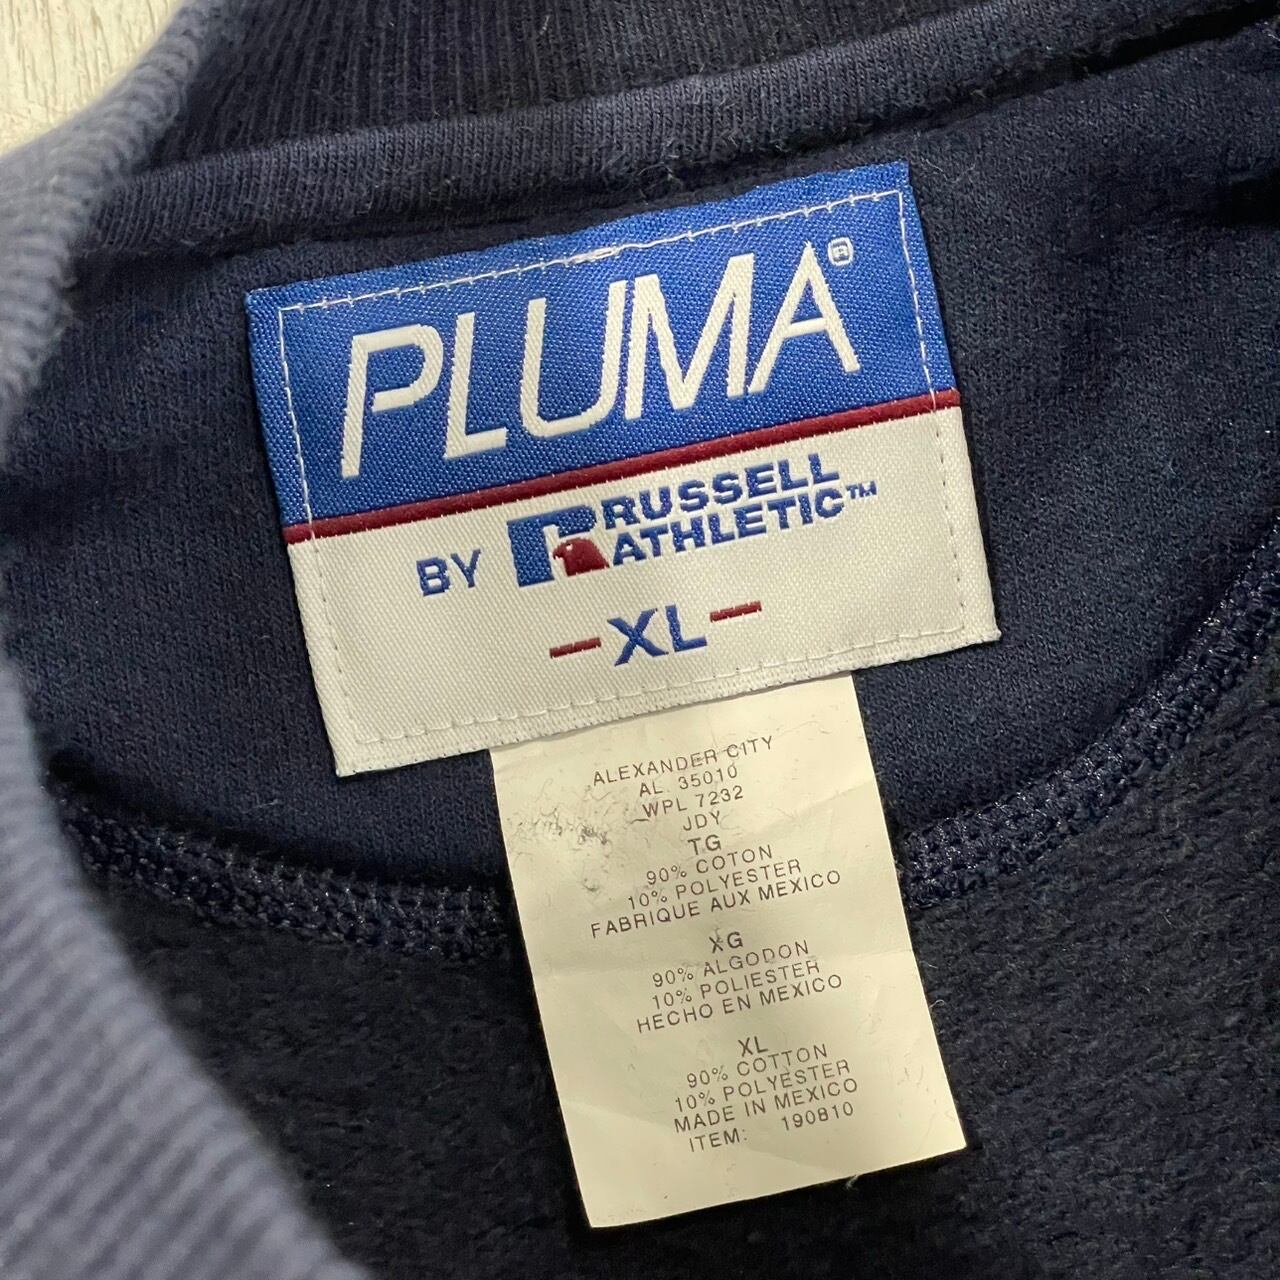 PLUMA®
BY R RUSSELL
ATHLETIC™
-XL-
ALEXANDER CITY
AL 35010
WPL 7232
JDY
TG
90% COTON
10% POLYESTER
FABRIQUE AUX MEXICO
XG
90% ALGODON
10% POLIESTER
HECHO EN MEXICO
XL
90% COTTON
10% POLYESTER
MADE IN MEXICO
ITEM: 190810